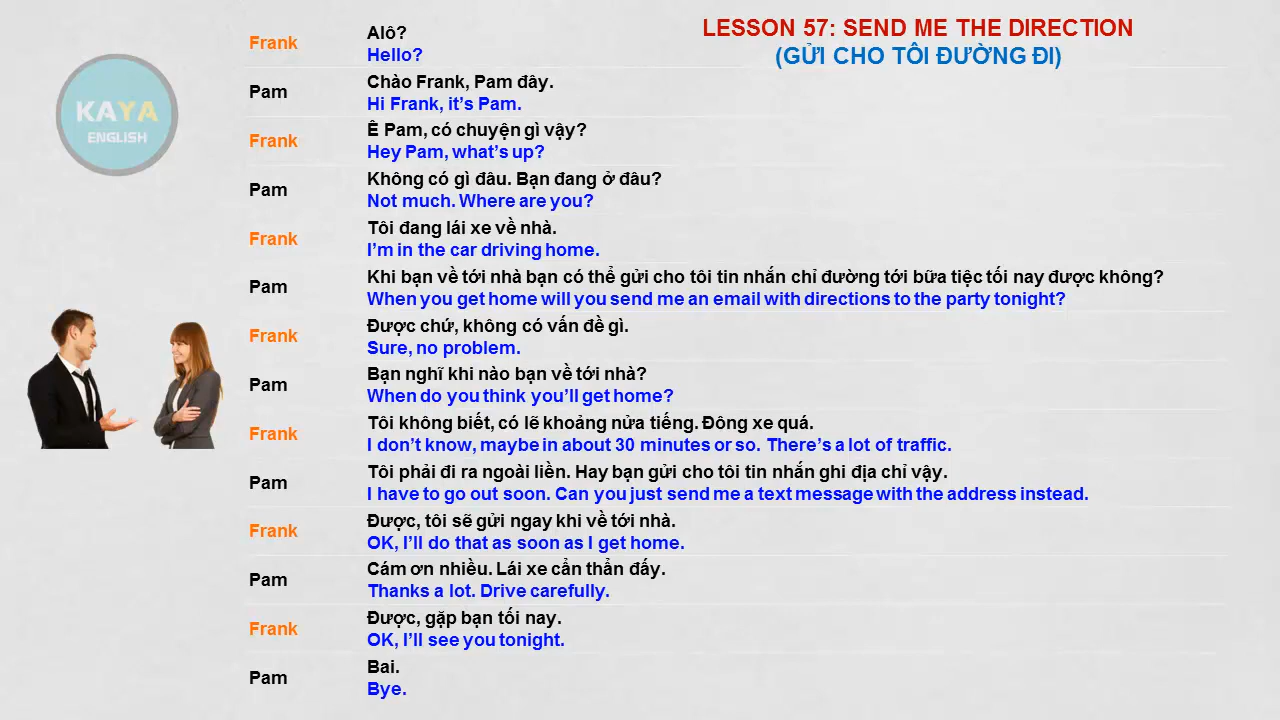 LESSON 57: SEND ME THE DIRECTION
(GỬI CHO TÔI ĐƯỜNG ĐI)
KAYA
ENGLISH
Frank
Alô?
Hello?
Pam
Chào Frank, Pam đây.
Hi Frank, it's Pam.
Frank
Ê Pam, có chuyện gì vậy?
Hey Pam, what's up?
Pam
Không có gì đâu. Bạn đang ở đâu?
Not much. Where are you?
Frank
Tôi đang lái xe về nhà.
I'm in the car driving home.
Pam
Khi bạn về tới nhà bạn có thể gửi cho tôi tin nhắn chỉ đường tới bữa tiệc tối nay được không?
When you get home will you send me an email with directions to the party tonight?
Frank
Được chứ, không có vấn đề gì.
Sure, no problem.
Pam
Bạn nghĩ khi nào bạn về tới nhà?
When do you think you'll get home?
Frank
Tôi không biết, có lẽ khoảng nửa tiếng. Đông xe quá.
I don't know, maybe in about 30 minutes or so. There's a lot of traffic.
Pam
Tôi phải đi ra ngoài liền. Hay bạn gửi cho tôi tin nhắn ghi địa chỉ vậy.
I have to go out soon. Can you just send me a text message with the address instead.
Frank
Được, tôi sẽ gửi ngay khi về tới nhà.
OK, I'll do that as soon as I get home.
Pam
Cám ơn nhiều. Lái xe cẩn thẩn đấy.
Thanks a lot. Drive carefully.
Frank
Được, gặp bạn tối nay.
OK, I'll see you tonight.
Pam
Bai.
Bye.